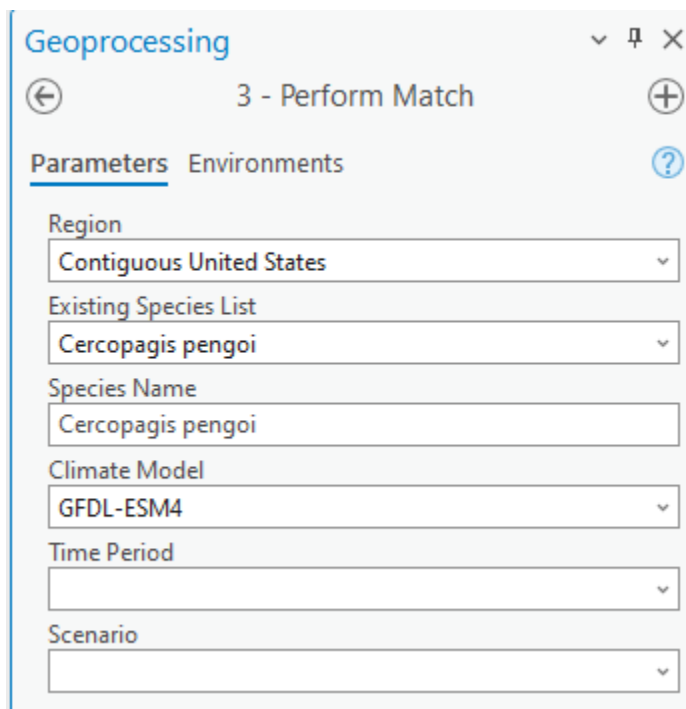 Geoprocessing
3 - Perform Match
Parameters Environments
Region
Contiguous United States
Existing Species List
Cercopagis pengoi
Species Name
Cercopagis pengoi
Climate Model
GFDL-ESM4
Time Period
Scenario